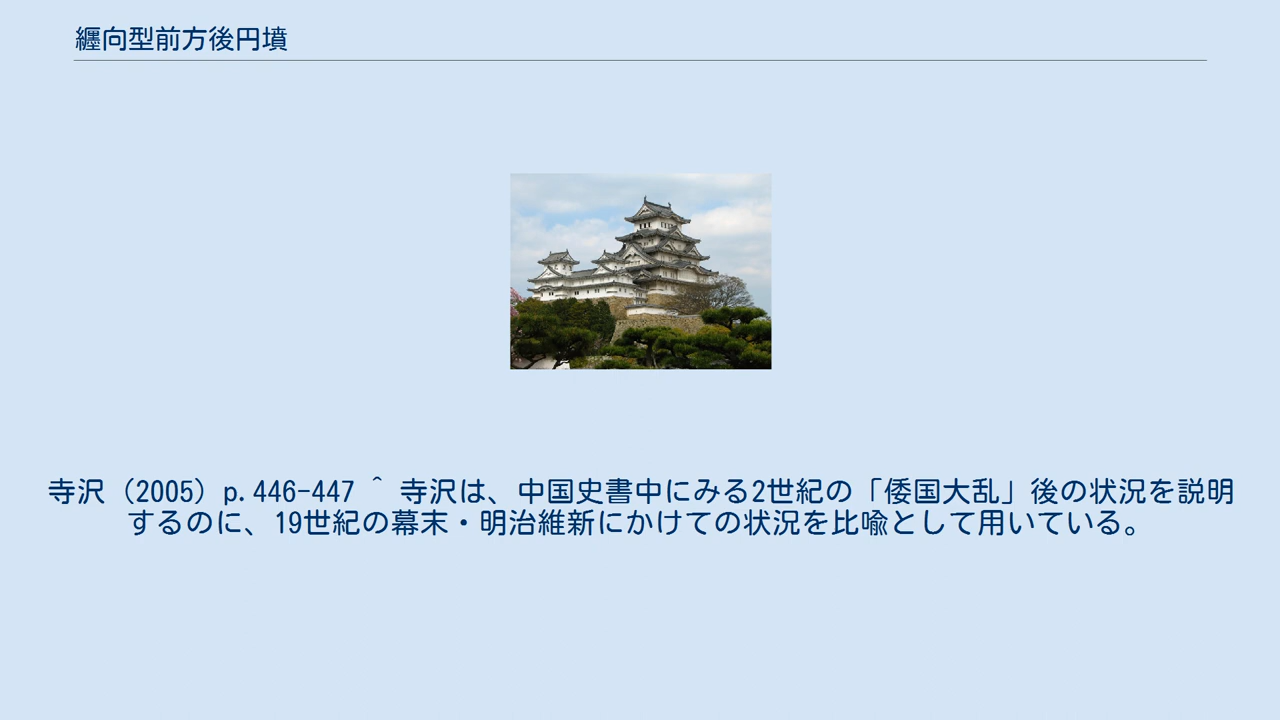 纒向型前方後円墳
寺沢（2005）p.446-447 ^ 寺沢は、中国史書中にみる2世紀の「倭国大乱」後の状況を説明
するのに、19世紀の幕末・明治維新にかけての状況を比喩として用いている。